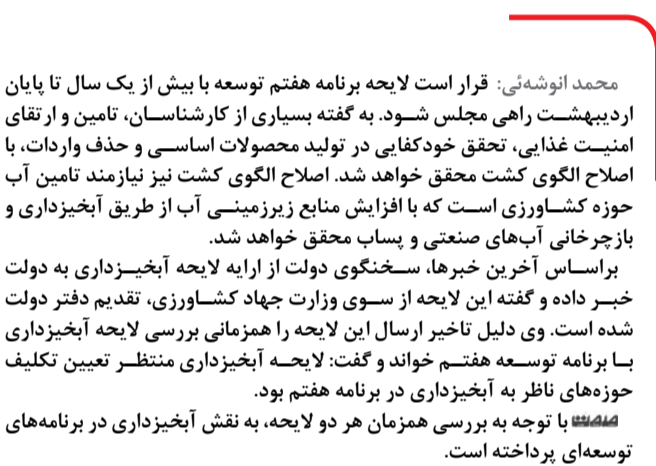 محمد انوشه‌ئی: قرار است لایحه برنامه هفتم توسعه با بیش از یک سال تا پایان
اردیبهشت راهی مجلس شود. به گفته بسیاری از کارشناسان، تامین و ارتقای
امنیت غذایی، تحقق خودکفایی در تولید محصولات اساسی و حذف واردات، با
اصلاح الگوی کشت محقق خواهد شد. اصلاح الگوی کشت نیز نیازمند تامین آب
حوزه کشاورزی است که با افزایش منابع زیرزمینی آب از طریق آبخیزداری و
بازچرخانی آب‌های صنعتی و پساب محقق خواهد شد.
براساس آخرین خبرها، سخنگوی دولت از ارایه لایحه آبخیزداری به دولت
خبر داده و گفته این لایحه از سوی وزارت جهاد کشاورزی، تقدیم دفتر دولت
شده است. وی دلیل تاخیر ارسال این لایحه را همزمانی بررسی لایحه آبخیزداری
با برنامه توسعه هفتم خواند و گفت: لایحه آبخیزداری منتظر تعیین تکلیف
حوزه‌های ناظر به آبخیزداری در برنامه هفتم بود.
با توجه به بررسی همزمان هر دو لایحه، به نقش آبخیزداری در برنامه‌های
توسعه‌ای پرداخته است.